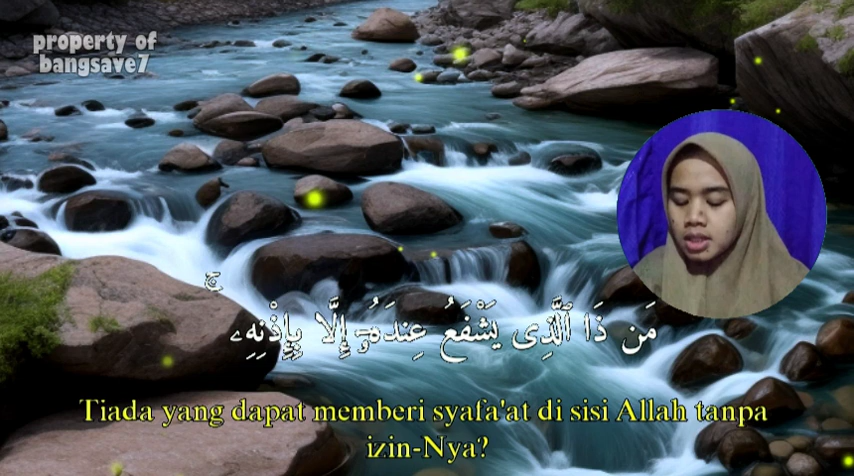 property of
bangsave7
مَن ذَا ٱلَّذِى يَشْفَعُ عِندَهُۥٓ إِلَّا بِإِذْنِهِۦ ۚ
Tiada yang dapat memberi syafa'at di sisi Allah tanpa
izin-Nya?